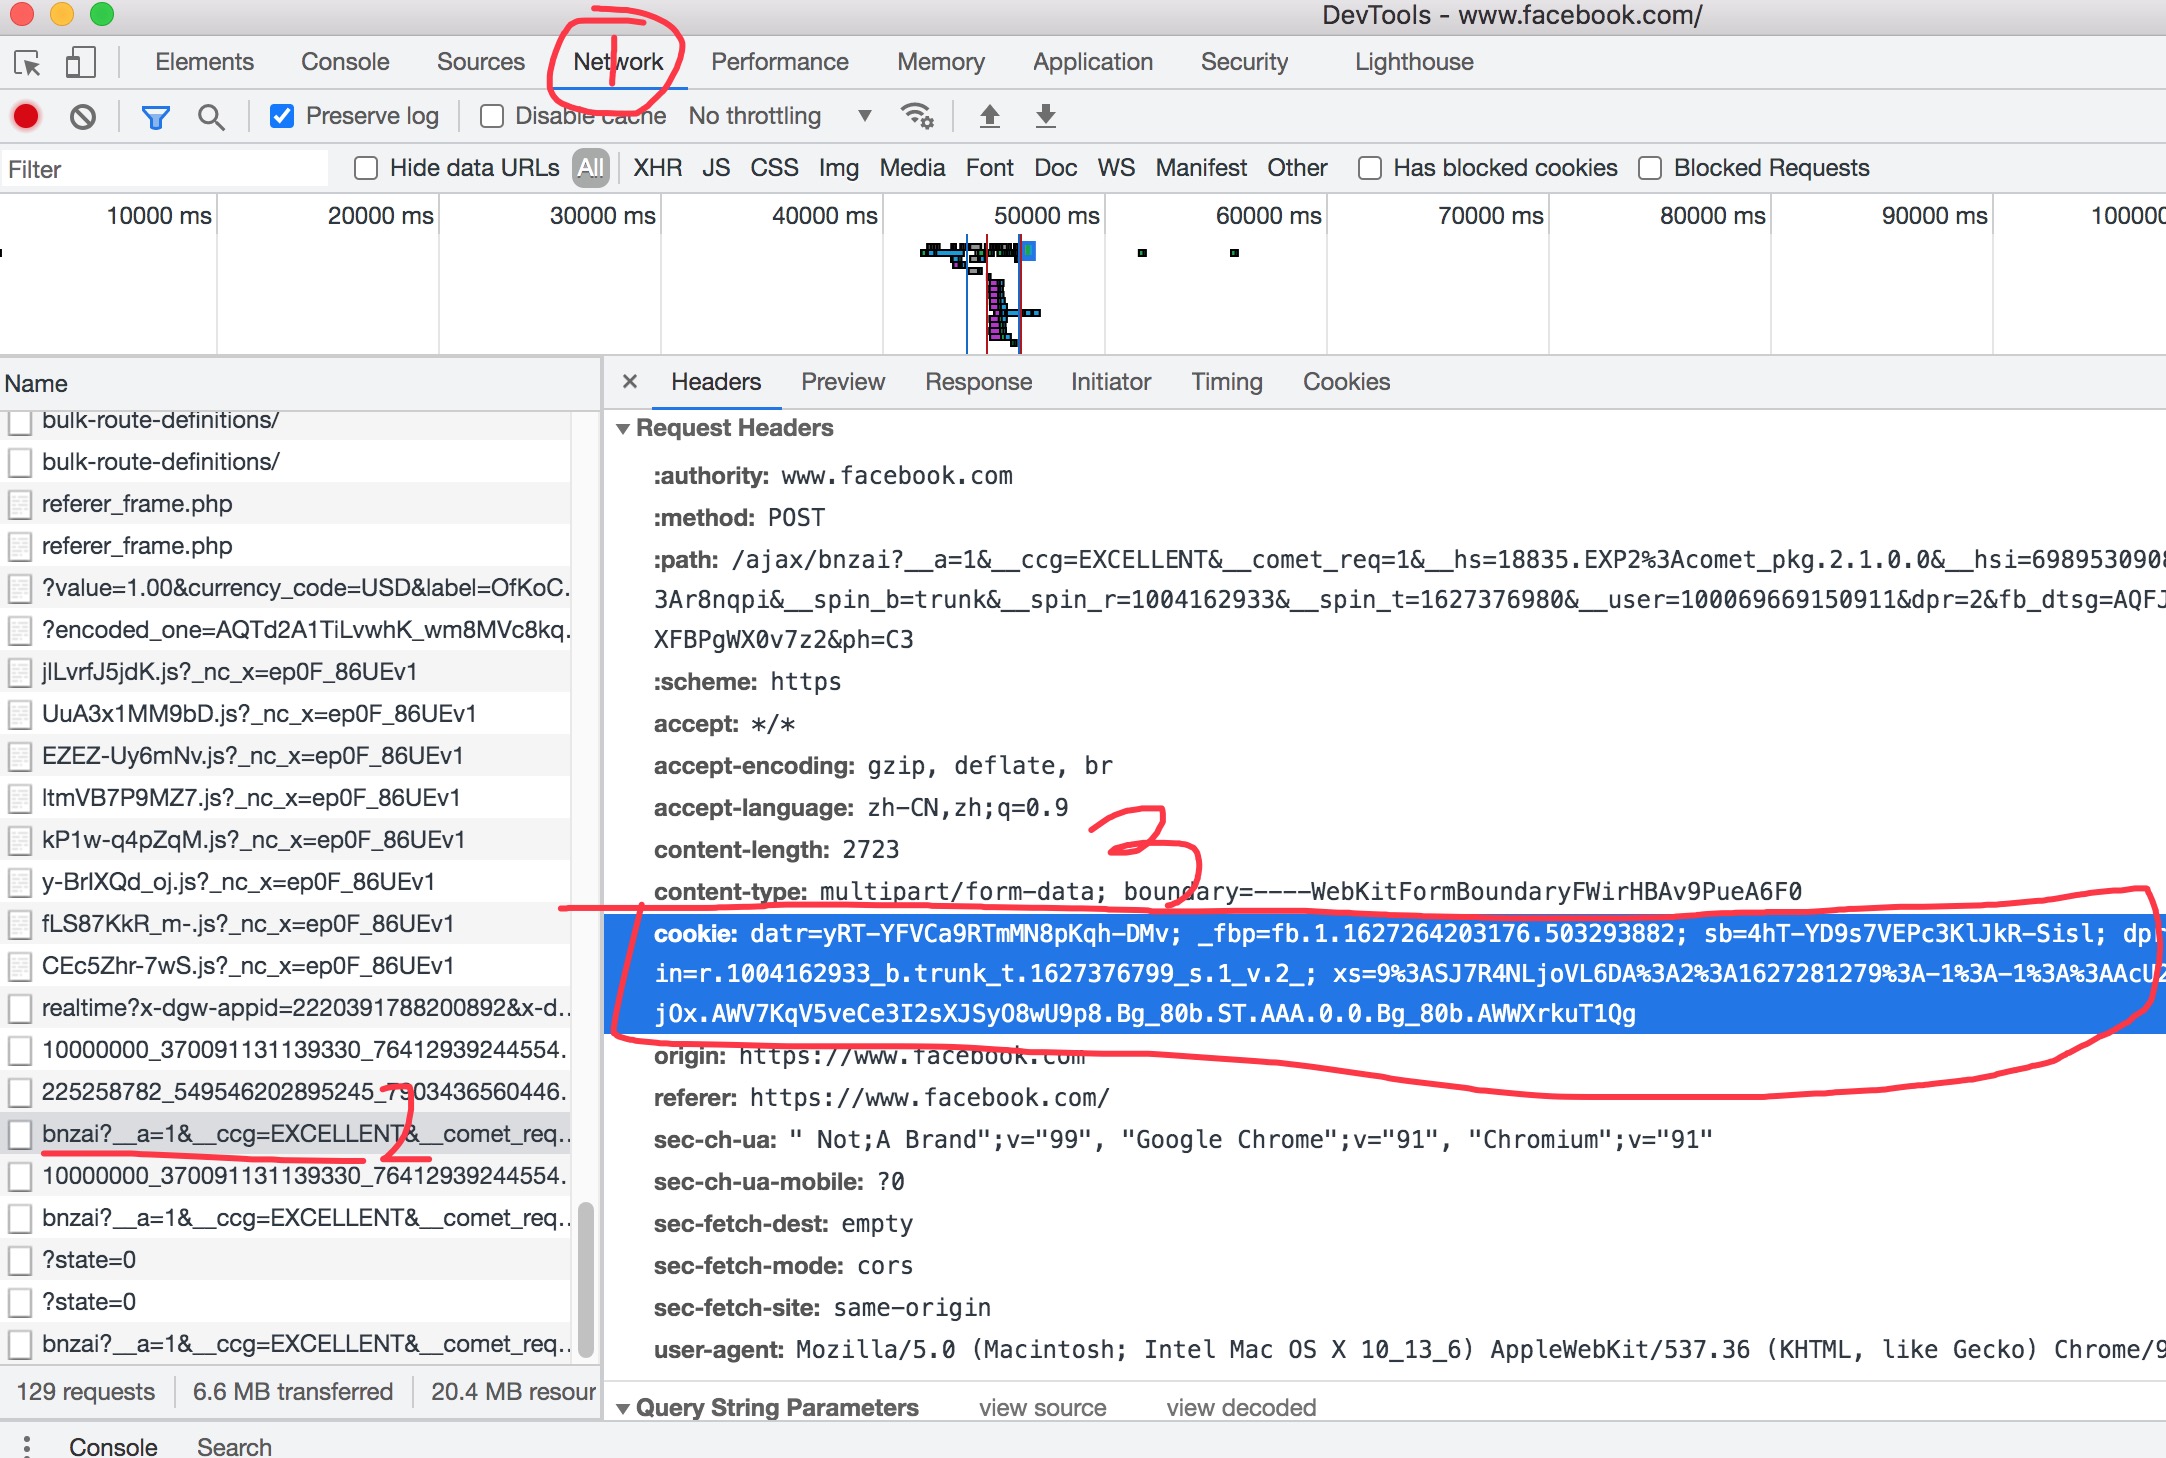 DevTools - www.facebook.com/
Elements Console Sources Network Performance Memory Application Security Lighthouse
1
Preserve log Disable cache No throttling
Filter Hide data URLs All XHR JS CSS Img Media Font Doc WS Manifest Other Has blocked cookies Blocked Requests
10000 ms 20000 ms 30000 ms 40000 ms 50000 ms 60000 ms 70000 ms 80000 ms 90000 ms 100000
Name
bulk-route-definitions/
bulk-route-definitions/
referer_frame.php
referer_frame.php
?value=1.00&currency_code=USD&label=OfKoC.
?encoded_one=AQTd2A1TiLvwhK_wm8MVc8kq.
jlLvrfJ5jdK.js?_nc_x=ep0F_86UEv1
UuA3x1MM9bD.js?_nc_x=ep0F_86UEv1
EZEZ-Uy6mNv.js?_nc_x=ep0F_86UEv1
ltmVB7P9MZ7.js?_nc_x=ep0F_86UEv1
kP1w-q4pZqM.js?_nc_x=ep0F_86UEv1
y-BrIXQd_oj.js?_nc_x=ep0F_86UEv1
fLS87KkR_m-.js?_nc_x=ep0F_86UEv1
CEc5Zhr-7wS.js?_nc_x=ep0F_86UEv1
realtime?x-dgw-appid=2220391788200892&x-d..
10000000_370091131139330_76412939244554.
225258782_549546202895245_7903436560446.
bnzai?__a=1&__ccg=EXCELLENT&__comet_req..
2
10000000_370091131139330_76412939244554.
bnzai?__a=1&__ccg=EXCELLENT&__comet_req..
?state=0
?state=0
bnzai?__a=1&__ccg=EXCELLENT&__comet_req..
129 requests 6.6 MB transferred 20.4 MB resour
Headers Preview Response Initiator Timing Cookies
Request Headers
:authority: www.facebook.com
:method: POST
:path: /ajax/bnzai?__a=1&__ccg=EXCELLENT&__comet_req=1&__hs=18835.EXP2%3Acomet_pkg.2.1.0.0&__hsi=6989530908
3Ar8nqpi&__spin_b=trunk&__spin_r=1004162933&__spin_t=1627376980&__user=100069669150911&dpr=2&fb_dtsg=AQFJ
XFBPgWX0v7z2&ph=C3
:scheme: https
accept: */*
accept-encoding: gzip, deflate, br
accept-language: zh-CN,zh;q=0.9
3
content-length: 2723
content-type: multipart/form-data; boundary=----WebKitFormBoundaryFWirHBAv9PueA6F0
cookie: datr=yRT-YFVCa9RTmMN8pKqh-DMv; _fbp=fb.1.1627264203176.503293882; sb=4hT-YD9s7VEPc3KlJkR-Sisl; dpr
in=r.1004162933_b.trunk_t.1627376799_s.1_v.2_; xs=9%3ASJ7R4NLjoVL6DA%3A2%3A1627281279%3A-1%3A-1%3A%3AAcU2
jOx.AWV7KqV5veCe3I2sXJSyO8wU9p8.Bg_80b.ST.AAA.0.0.Bg_80b.AWWXrkuT1Qg
origin: https://www.facebook.com
referer: https://www.facebook.com/
sec-ch-ua: " Not;A Brand";v="99", "Google Chrome";v="91", "Chromium";v="91"
sec-ch-ua-mobile: ?0
sec-fetch-dest: empty
sec-fetch-mode: cors
sec-fetch-site: same-origin
user-agent: Mozilla/5.0 (Macintosh; Intel Mac OS X 10_13_6) AppleWebKit/537.36 (KHTML, like Gecko) Chrome/9
Query String Parameters view source view decoded
Console Search